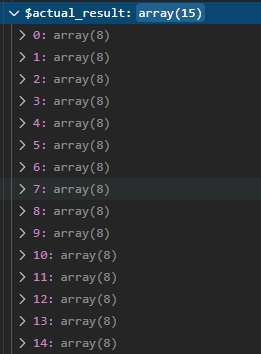 $actual_result: array(15)
0: array(8)
1: array(8)
2: array(8)
3: array(8)
4: array(8)
5: array(8)
6: array(8)
7: array(8)
8: array(8)
9: array(8)
10: array(8)
11: array(8)
12: array(8)
13: array(8)
14: array(8)